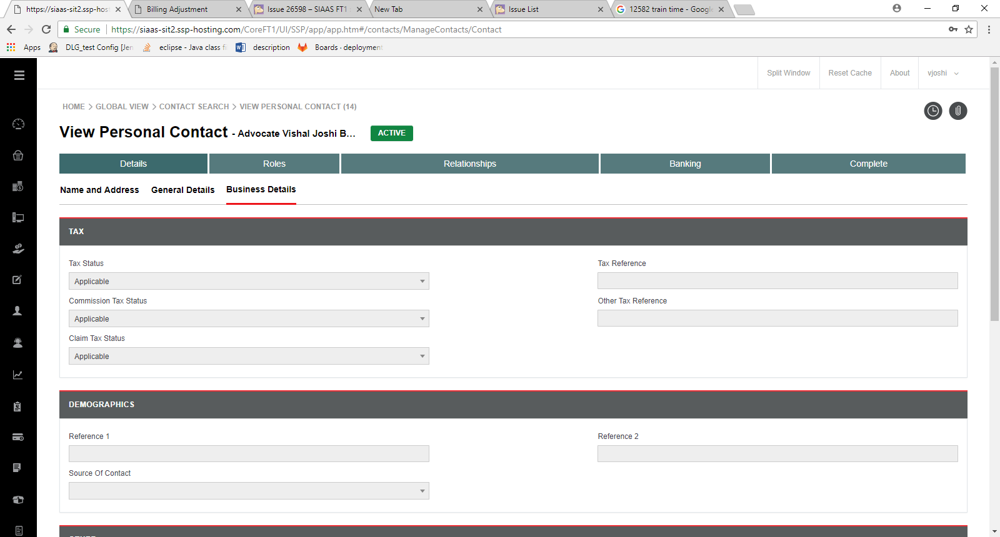 https://siaas-sit2.ssp-hos
Billing Adjustment
Issue 26598 – SIAAS FT1
New Tab
Issue List
12582 train time - Googl
Secure
https://siaas-sit2.ssp-hosting.com/CoreFT1/UI/SSP/app/app.htm#/contacts/ManageContacts/Contact
Apps
DLG_test Config [Jen
eclipse - Java class fi
description
Boards · deployment
Split Window
Reset Cache
About
vjoshi
HOME > GLOBAL VIEW > CONTACT SEARCH > VIEW PERSONAL CONTACT (14)
View Personal Contact - Advocate Vishal Joshi B...
ACTIVE
Details
Roles
Relationships
Banking
Complete
Name and Address
General Details
Business Details
TAX
Tax Status
Tax Reference
Applicable
Commission Tax Status
Other Tax Reference
Applicable
Claim Tax Status
Applicable
DEMOGRAPHICS
Reference 1
Reference 2
Source Of Contact